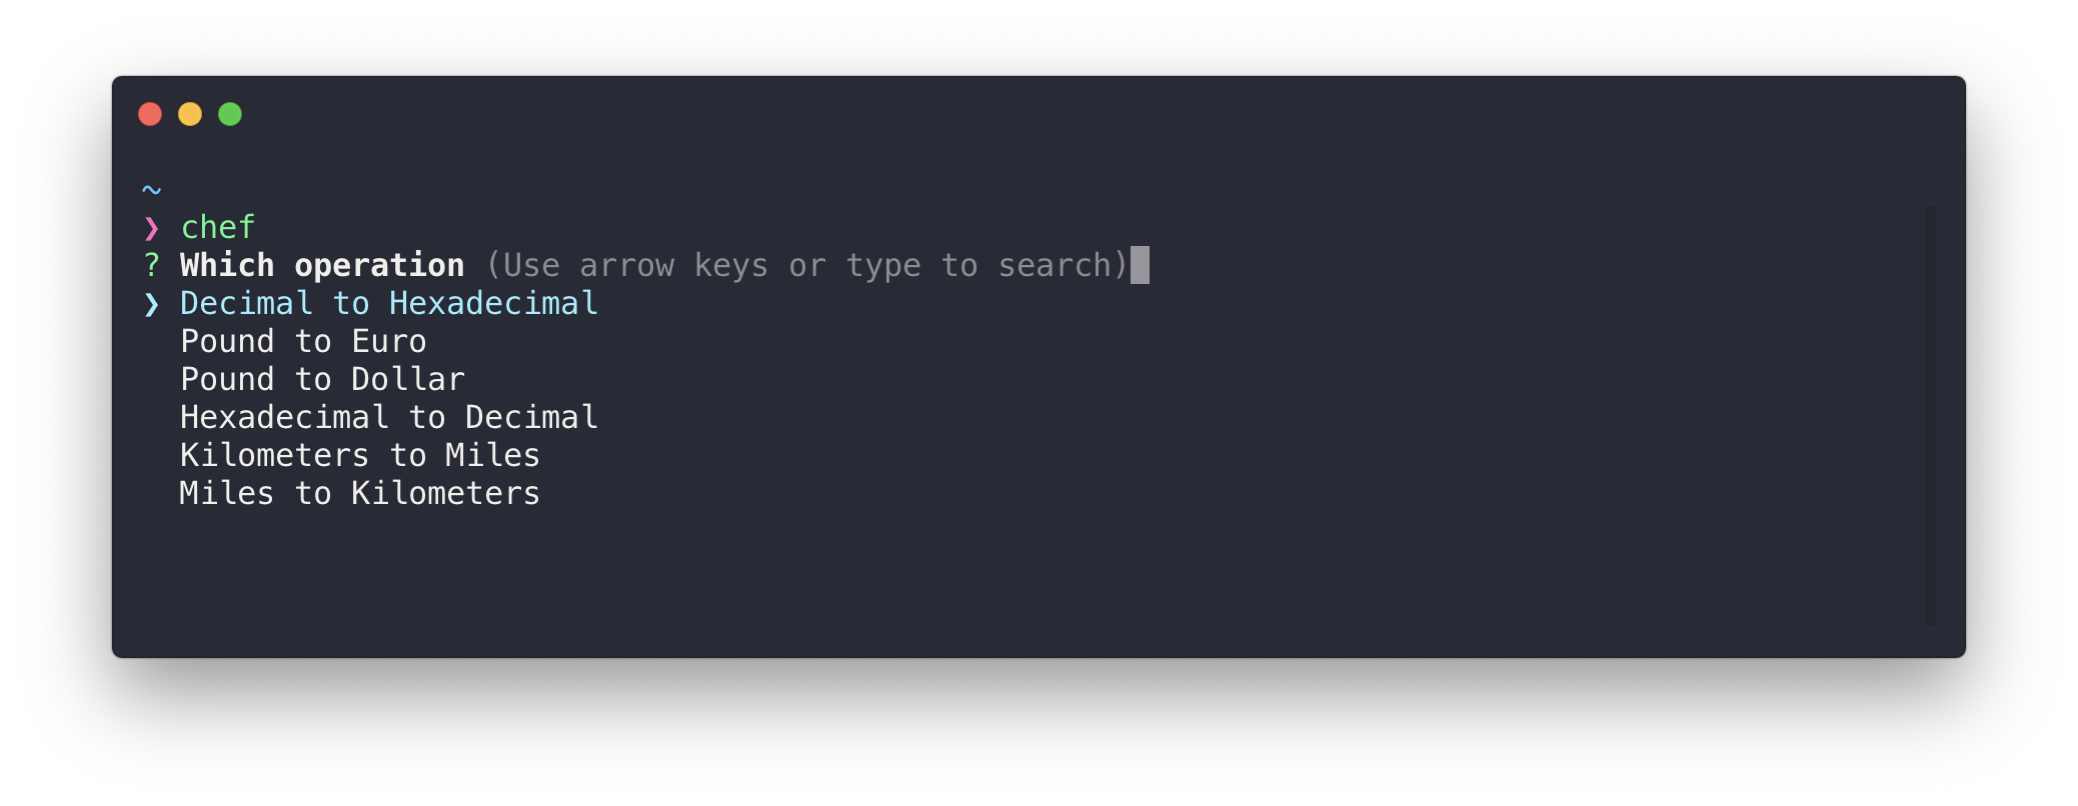 ~
❯ chef
? Which operation (Use arrow keys or type to search)
❯ Decimal to Hexadecimal
Pound to Euro
Pound to Dollar
Hexadecimal to Decimal
Kilometers to Miles
Miles to Kilometers